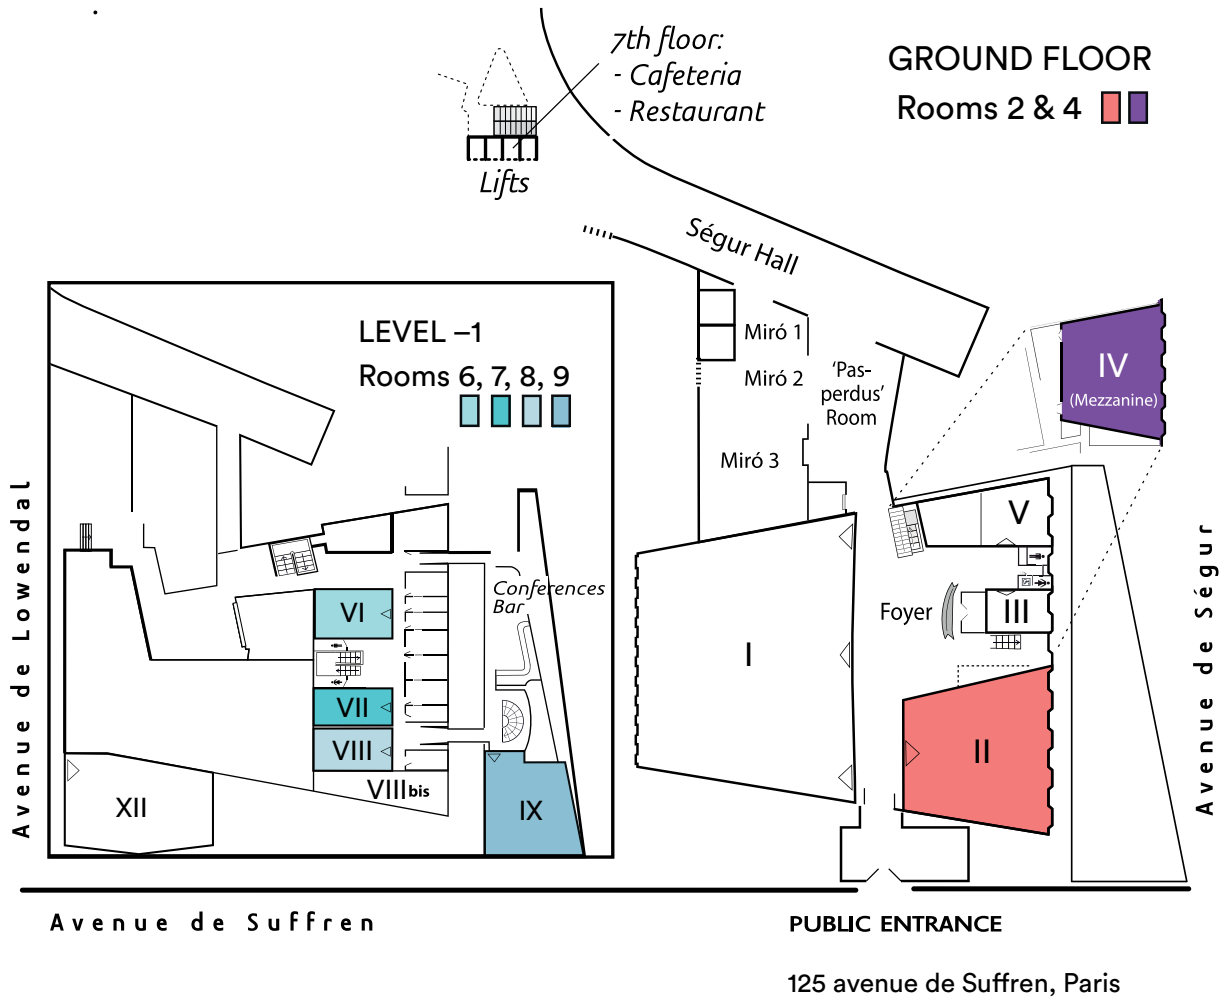 7th floor:
- Cafeteria
- Restaurant
Lifts
GROUND FLOOR
Rooms 2 & 4
Ségur Hall
LEVEL –1
Rooms 6, 7, 8, 9
Miró 1
Miró 2
Miró 3
'Pas-
perdus'
Room
IV
(Mezzanine)
V
III
Foyer
I
II
Conferences
Bar
VI
VII
VIII
VIII bis
IX
XII
Avenue de Lowendal
Avenue de Ségur
Avenue de Suffren
PUBLIC ENTRANCE
125 avenue de Suffren, Paris